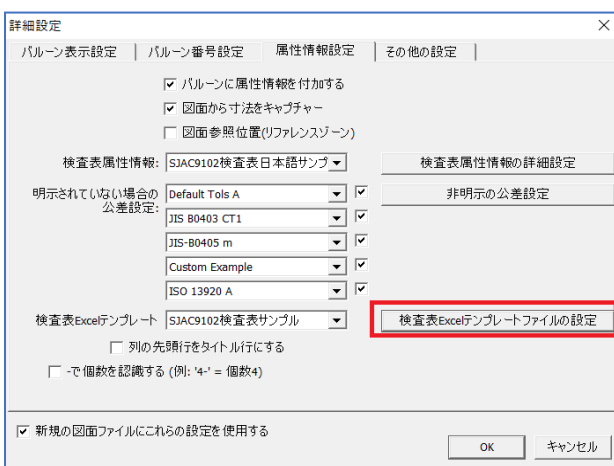 詳細設定
バルーン表示設定 バルーン番号設定 属性情報設定 その他の設定
バルーンに属性情報を付加する
図面から寸法をキャプチャー
図面参照位置(リファレンスゾーン)
検査表属性情報: SJAC9102検査表日本語サンプ 検査表属性情報の詳細設定
明示されていない場合の Default Tols A 非明示の公差設定
公差設定:
JIS B0403 CT1
JIS-B0405 m
Custom Example
ISO 13920 A
検査表Excelテンプレート SJAC9102検査表サンプル 検査表Excelテンプレートファイルの設定
列の先頭行をタイトル行にする
-で個数を認識する (例: '4-' = 個数4)
新規の図面ファイルにこれらの設定を使用する
OK キャンセル